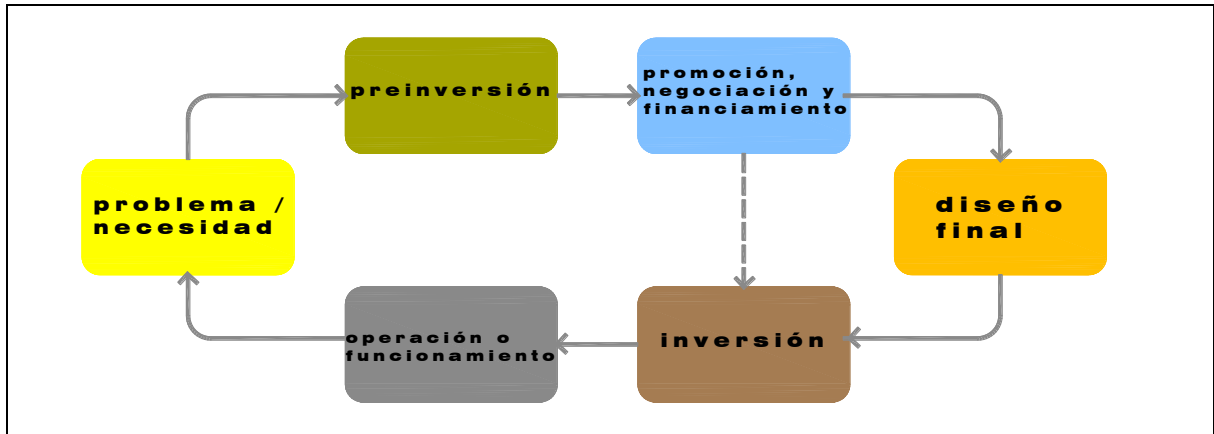 preinversión
promoción,
negociación y
financiamiento
problema /
necesidad
diseño
final
operación o
funcionamiento
inversión